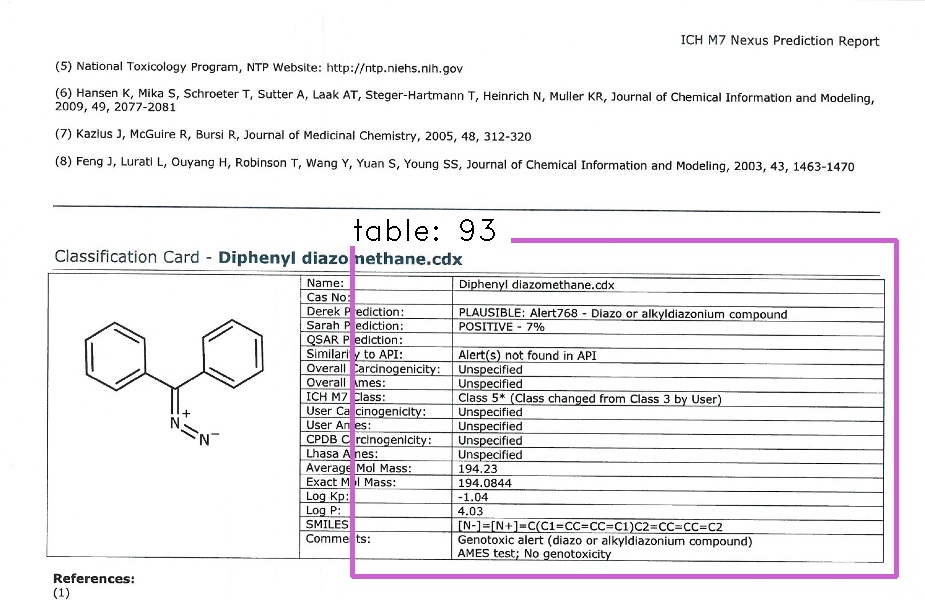 ICH M7 Nexus Prediction Report
(5) National Toxicology Program, NTP Website: http://ntp.niehs.nih.gov
(6) Hansen K, Mika S, Schroeter T, Sutter A, Laak AT, Steger-Hartmann T, Heinrich N, Muller KR, Journal of Chemical Information and Modeling,
2009, 49, 2077-2081
(7) Kazius J, McGuire R, Bursi R, Journal of Medicinal Chemistry, 2005, 48, 312-320
(8) Feng J, Lurati L, Ouyang H, Robinson T, Wang Y, Yuan S, Young SS, Journal of Chemical Information and Modeling, 2003, 43, 1463-1470
table: 93
Classification Card - Diphenyl diazomethane.cdx
Name: Diphenyl diazomethane.cdx
Cas No:
Derek Prediction: PLAUSIBLE: Alert768 - Diazo or alkyldiazonium compound
Sarah Prediction: POSITIVE - 7%
QSAR Prediction:
Similarity to API: Alert(s) not found in API
Overall Carcinogenicity: Unspecified
Overall Ames: Unspecified
ICH M7 Class: Class 5* (Class changed from Class 3 by User)
User Carcinogenicity: Unspecified
User Ames: Unspecified
CPDB Carcinogenicity: Unspecified
Lhasa Ames: Unspecified
Average Mol Mass: 194.23
Exact Mol Mass: 194.0844
Log Kp: -1.04
Log P: 4.03
SMILES [N-]=[N+]=C(C1=CC=CC=C1)C2=CC=CC=C2
Comments: Genotoxic alert (diazo or alkyldiazonium compound)
AMES test; No genotoxicity
N+
N−
References:
(1)